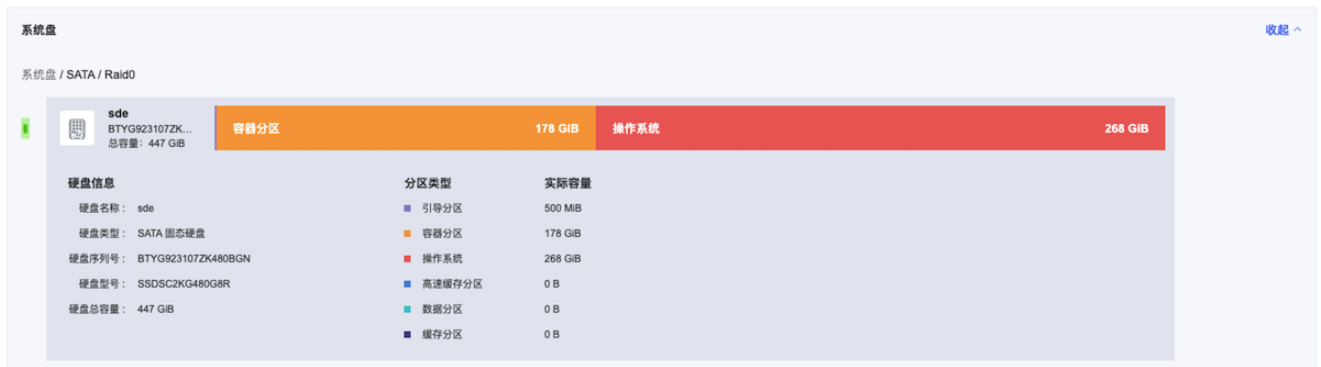 系统盘
收起
系统盘 / SATA / Raid0
sde
BTYG923107ZK...
总容量：447 GiB
容器分区 178 GiB
操作系统 268 GiB
硬盘信息 分区类型 实际容量
硬盘名称： sde 引导分区 500 MiB
硬盘类型： SATA 固态硬盘 容器分区 178 GiB
硬盘序列号： BTYG923107ZK480BGN 操作系统 268 GiB
硬盘型号： SSDSC2KG480G8R 高速缓存分区 0 B
硬盘总容量： 447 GiB 数据分区 0 B
缓存分区 0 B